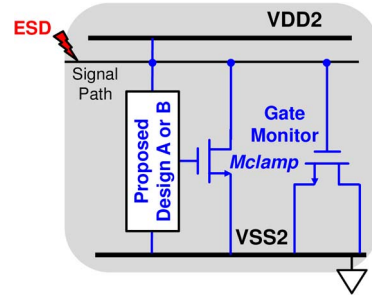 VDD2
ESD
Signal
Path
Proposed
Design A or B
Gate
Monitor
Mclamp
VSS2